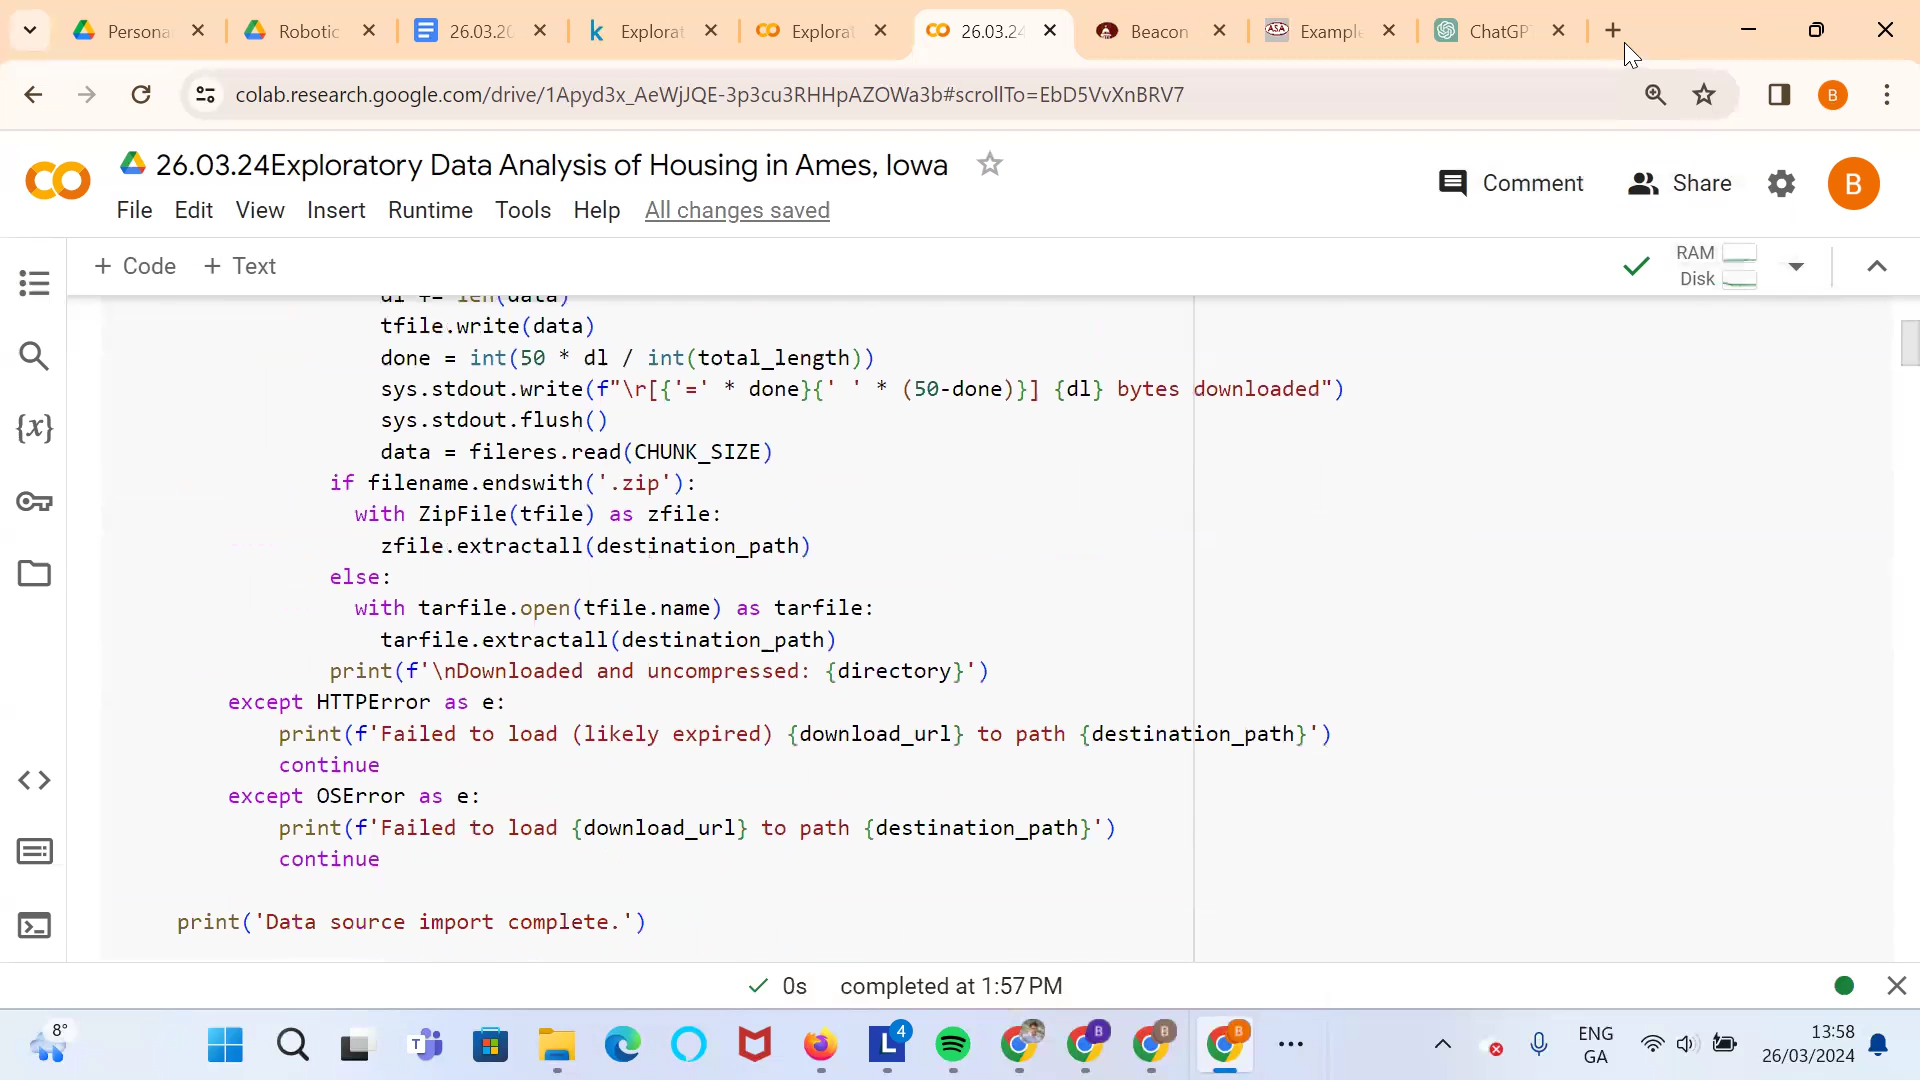 Persona
Robotic
26.03.20
Explorat
Explorat
26.03.24
Beacon
Example
ChatGP
colab.research.google.com/drive/1Apyd3x_AeWjJQE-3p3cu3RHHpAZOWa3b#scrollTo=EbD5VvXnBRV7
B
26.03.24Exploratory Data Analysis of Housing in Ames, Iowa
Comment
Share
B
File Edit View Insert Runtime Tools Help All changes saved
+ Code + Text
RAM
Disk
dl += len(data)
tfile.write(data)
done = int(50 * dl / int(total_length))
sys.stdout.write(f"\r[{'=' * done}{' ' * (50-done)}] {dl} bytes downloaded")
sys.stdout.flush()
data = fileres.read(CHUNK_SIZE)
if filename.endswith('.zip'):
with ZipFile(tfile) as zfile:
zfile.extractall(destination_path)
else:
with tarfile.open(tfile.name) as tarfile:
tarfile.extractall(destination_path)
print(f'\nDownloaded and uncompressed: {directory}')
except HTTPError as e:
print(f'Failed to load (likely expired) {download_url} to path {destination_path}')
continue
except OSError as e:
print(f'Failed to load {download_url} to path {destination_path}')
continue
print('Data source import complete.')
0s completed at 1:57 PM
8°
4
B
B
B
ENG
GA
13:58
26/03/2024